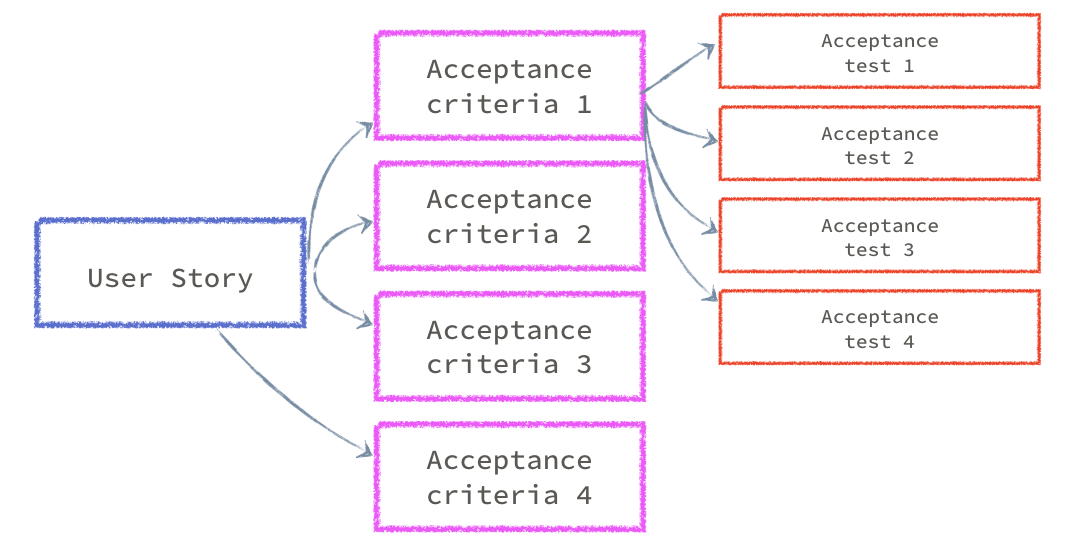 User Story
Acceptance
criteria 1
Acceptance
criteria 2
Acceptance
criteria 3
Acceptance
criteria 4
Acceptance
test 1
Acceptance
test 2
Acceptance
test 3
Acceptance
test 4